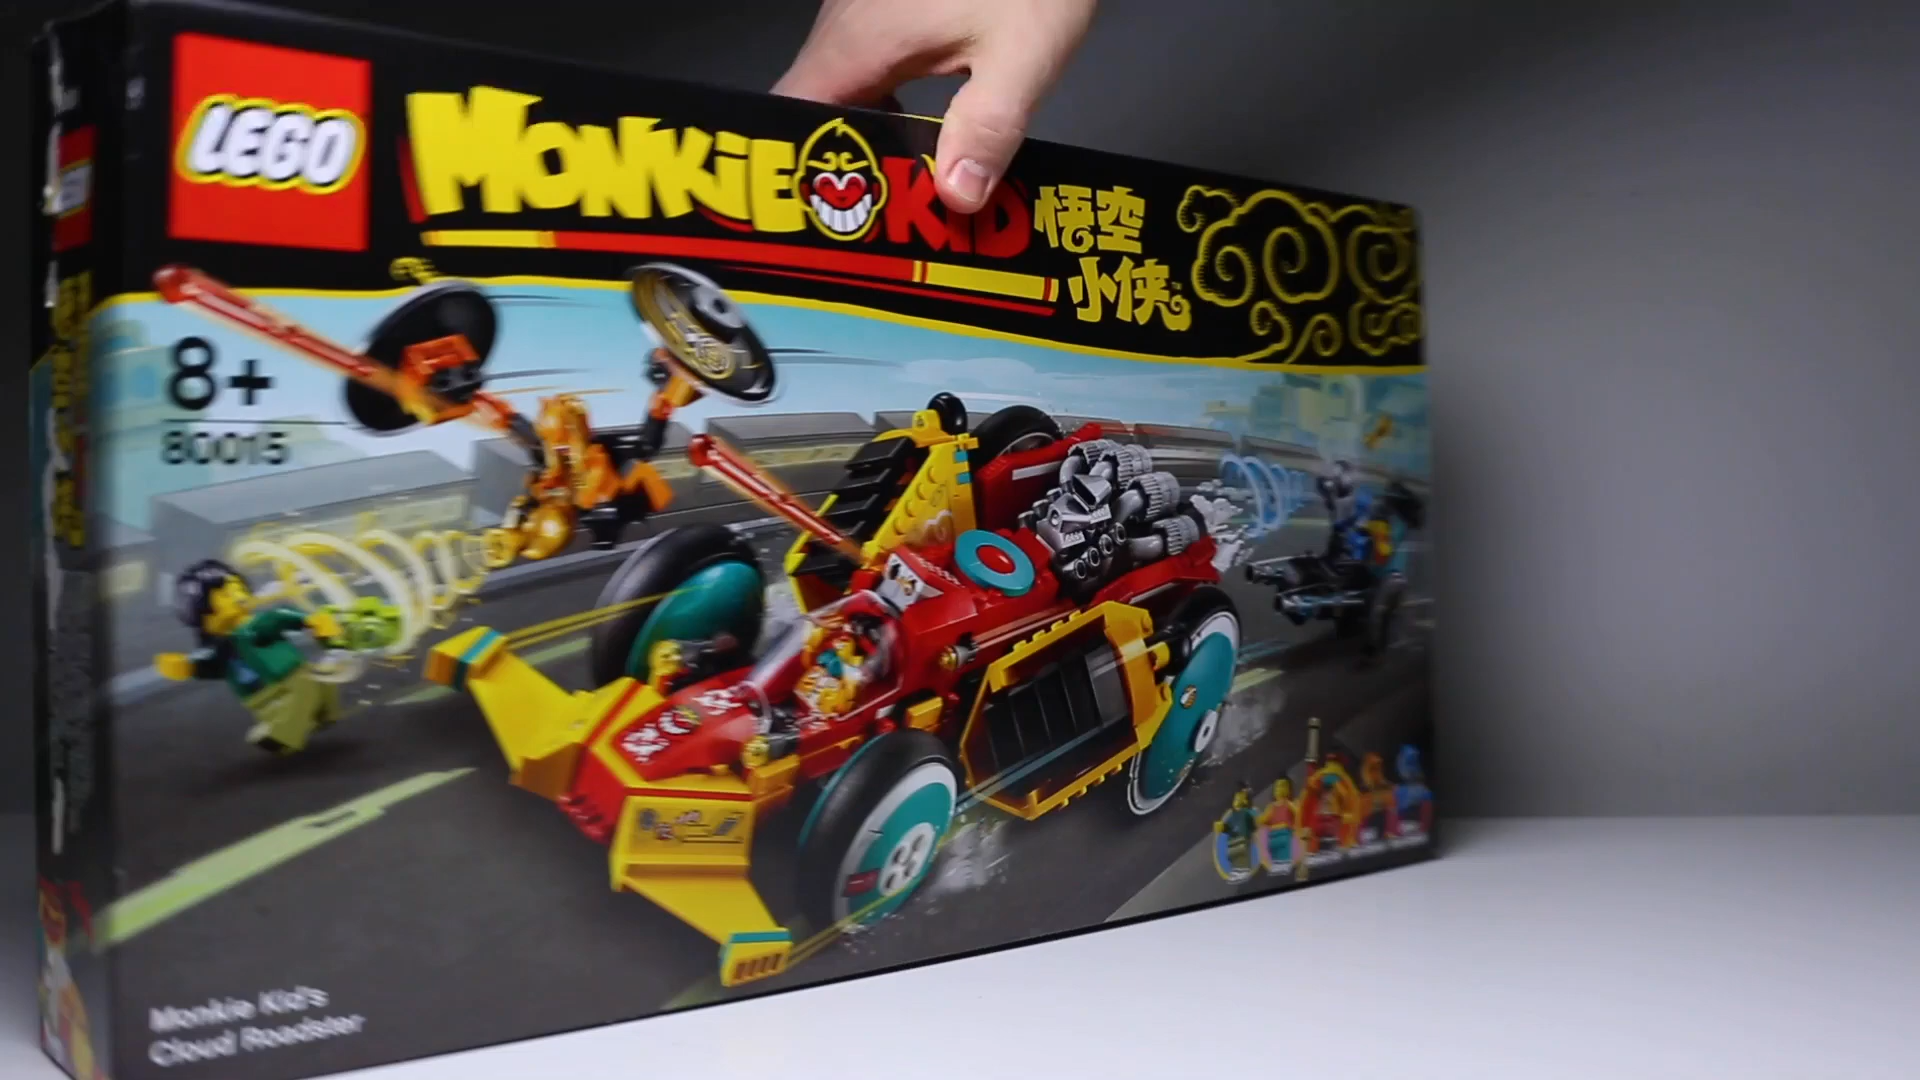 LEGO
MONKIE KID
悟空
小侠
8+
80015
Monkie Kid's
Cloud Roadster